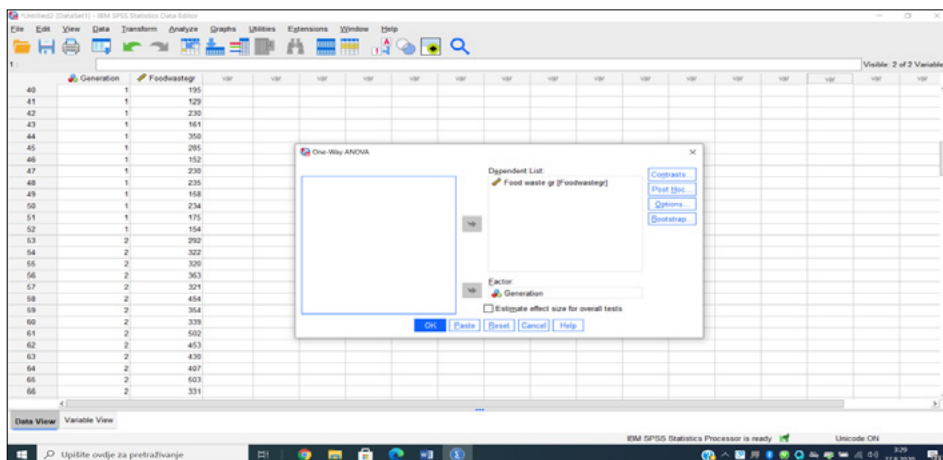 *Untitled2 [DataSet1] - IBM SPSS Statistics Data Editor
File Edit View Data Transform Analyze Graphs Utilities Extensions Window Help
1 :
Visible: 2 of 2 Variable
Generation Foodwastegr var var var var var var var var var var var var var var var var
40 1 195
41 1 129
42 1 230
43 1 161
44 1 350
45 1 285
46 1 152
47 1 230
48 1 235
49 1 158
50 1 234
51 1 175
52 1 154
53 2 292
54 2 322
55 2 320
56 2 363
57 2 321
58 2 454
59 2 354
60 2 339
61 2 502
62 2 453
63 2 430
64 2 407
65 2 503
66 2 331
One-Way ANOVA
Dependent List:
Food waste gr [Foodwastegr]
Contrasts...
Post Hoc...
Options...
Bootstrap...
Factor:
Generation
Estimate effect size for overall tests
OK Paste Reset Cancel Help
Data View Variable View
IBM SPSS Statistics Processor is ready Unicode:ON
Upišite ovdje za pretraživanje
3:29